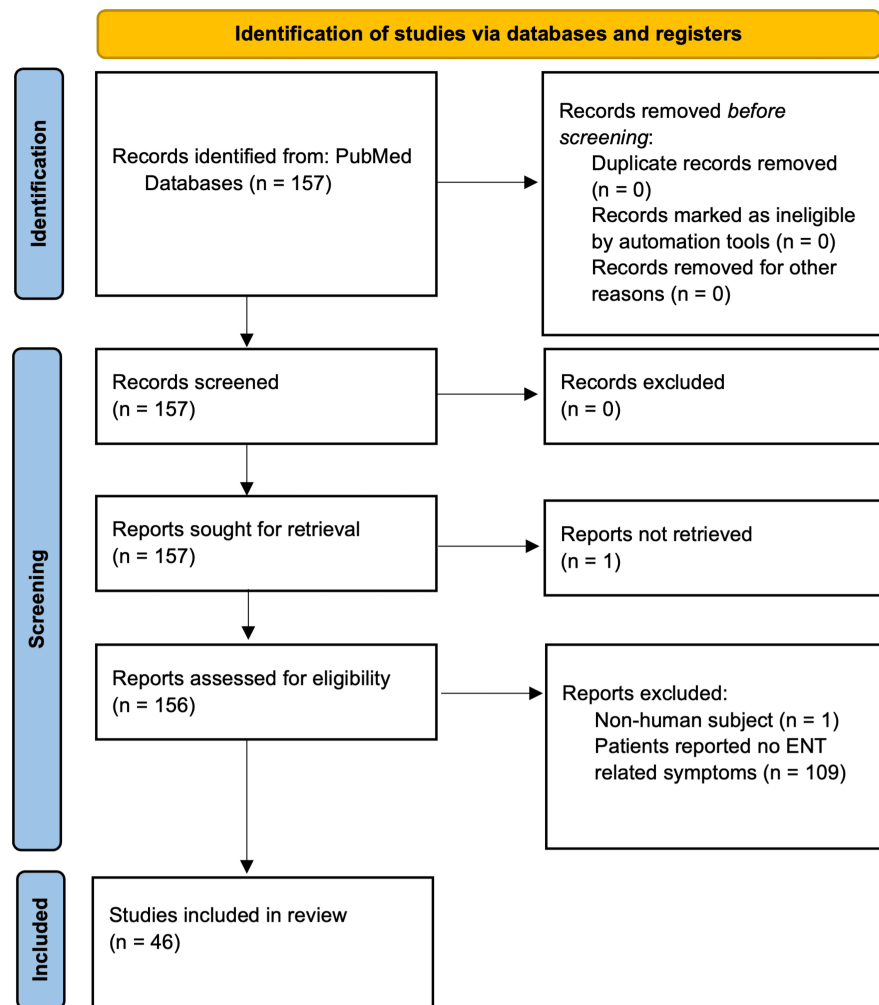 Identification of studies via databases and registers
Identification
Records identified from: PubMed
Databases (n = 157)
Records removed before
screening:
Duplicate records removed
(n = 0)
Records marked as ineligible
by automation tools (n = 0)
Records removed for other
reasons (n = 0)
Screening
Records screened
(n = 157)
Records excluded
(n = 0)
Reports sought for retrieval
(n = 157)
Reports not retrieved
(n = 1)
Reports assessed for eligibility
(n = 156)
Reports excluded:
Non-human subject (n = 1)
Patients reported no ENT
related symptoms (n = 109)
Included
Studies included in review
(n = 46)